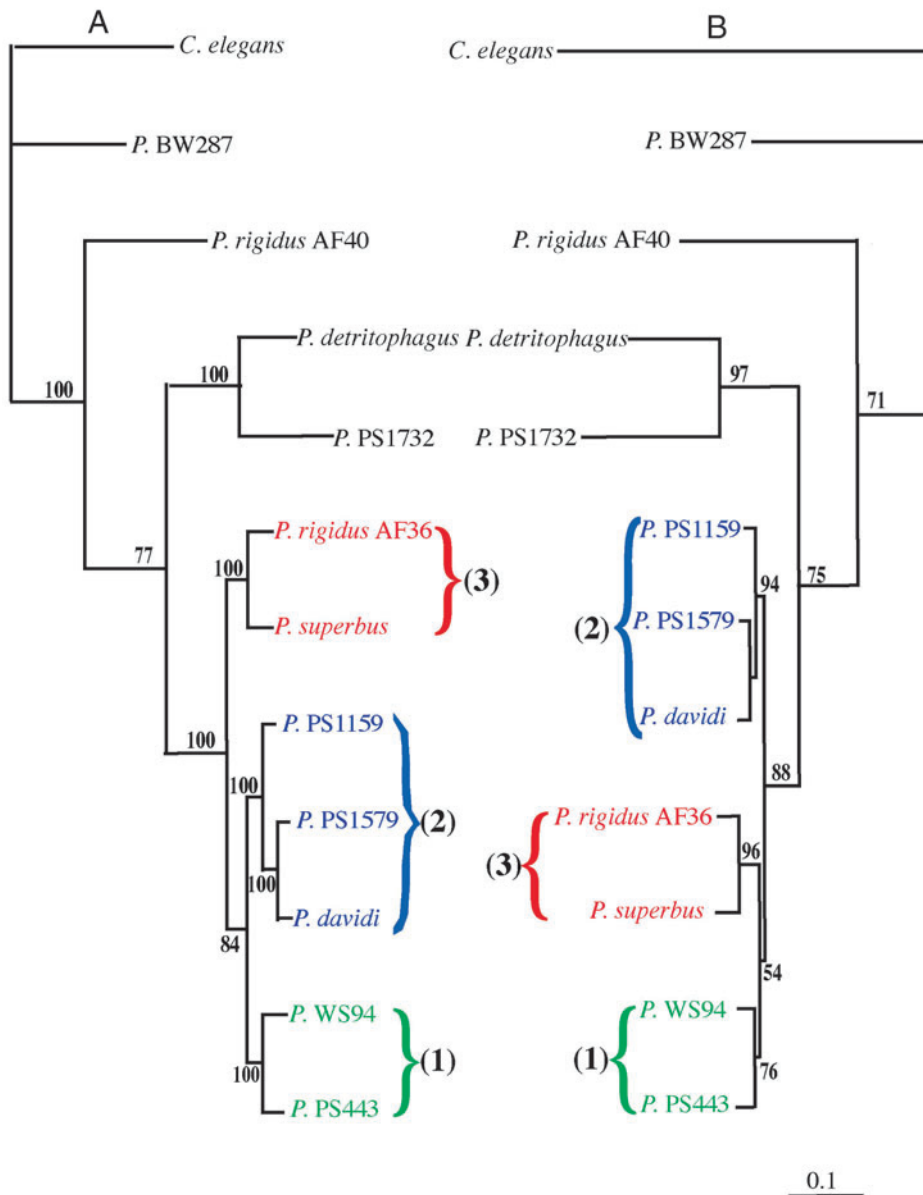 A
B
C. elegans
C. elegans
P. BW287
P. BW287
P. rigidus AF40
P. rigidus AF40
P. detritophagus P. detritophagus
100
97
100
71
P. PS1732
P. PS1732
P. rigidus AF36
P. PS1159
77
100
(3)
94
75
P. superbus
(2)
P. PS1579
P. PS1159
P. davidi
100
100
88
P. PS1579
(2)
P. rigidus AF36
100
(3)
96
P. davidi
P. superbus
84
54
P. WS94
P. WS94
100
(1)
(1)
76
P. PS443
P. PS443
0.1